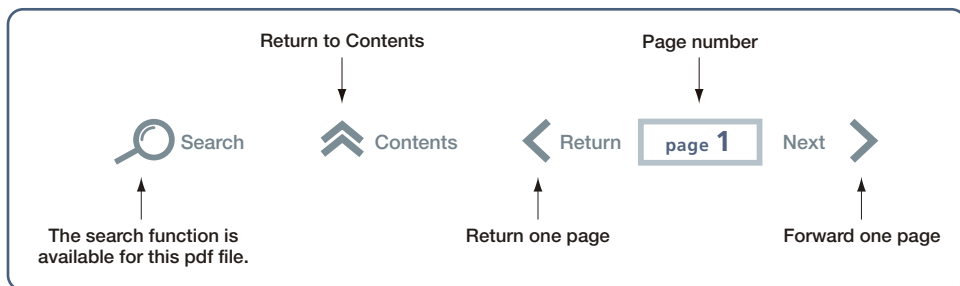 Return to Contents
Page number
Search
Contents
Return
page 1
Next
The search function is
available for this pdf file.
Return one page
Forward one page